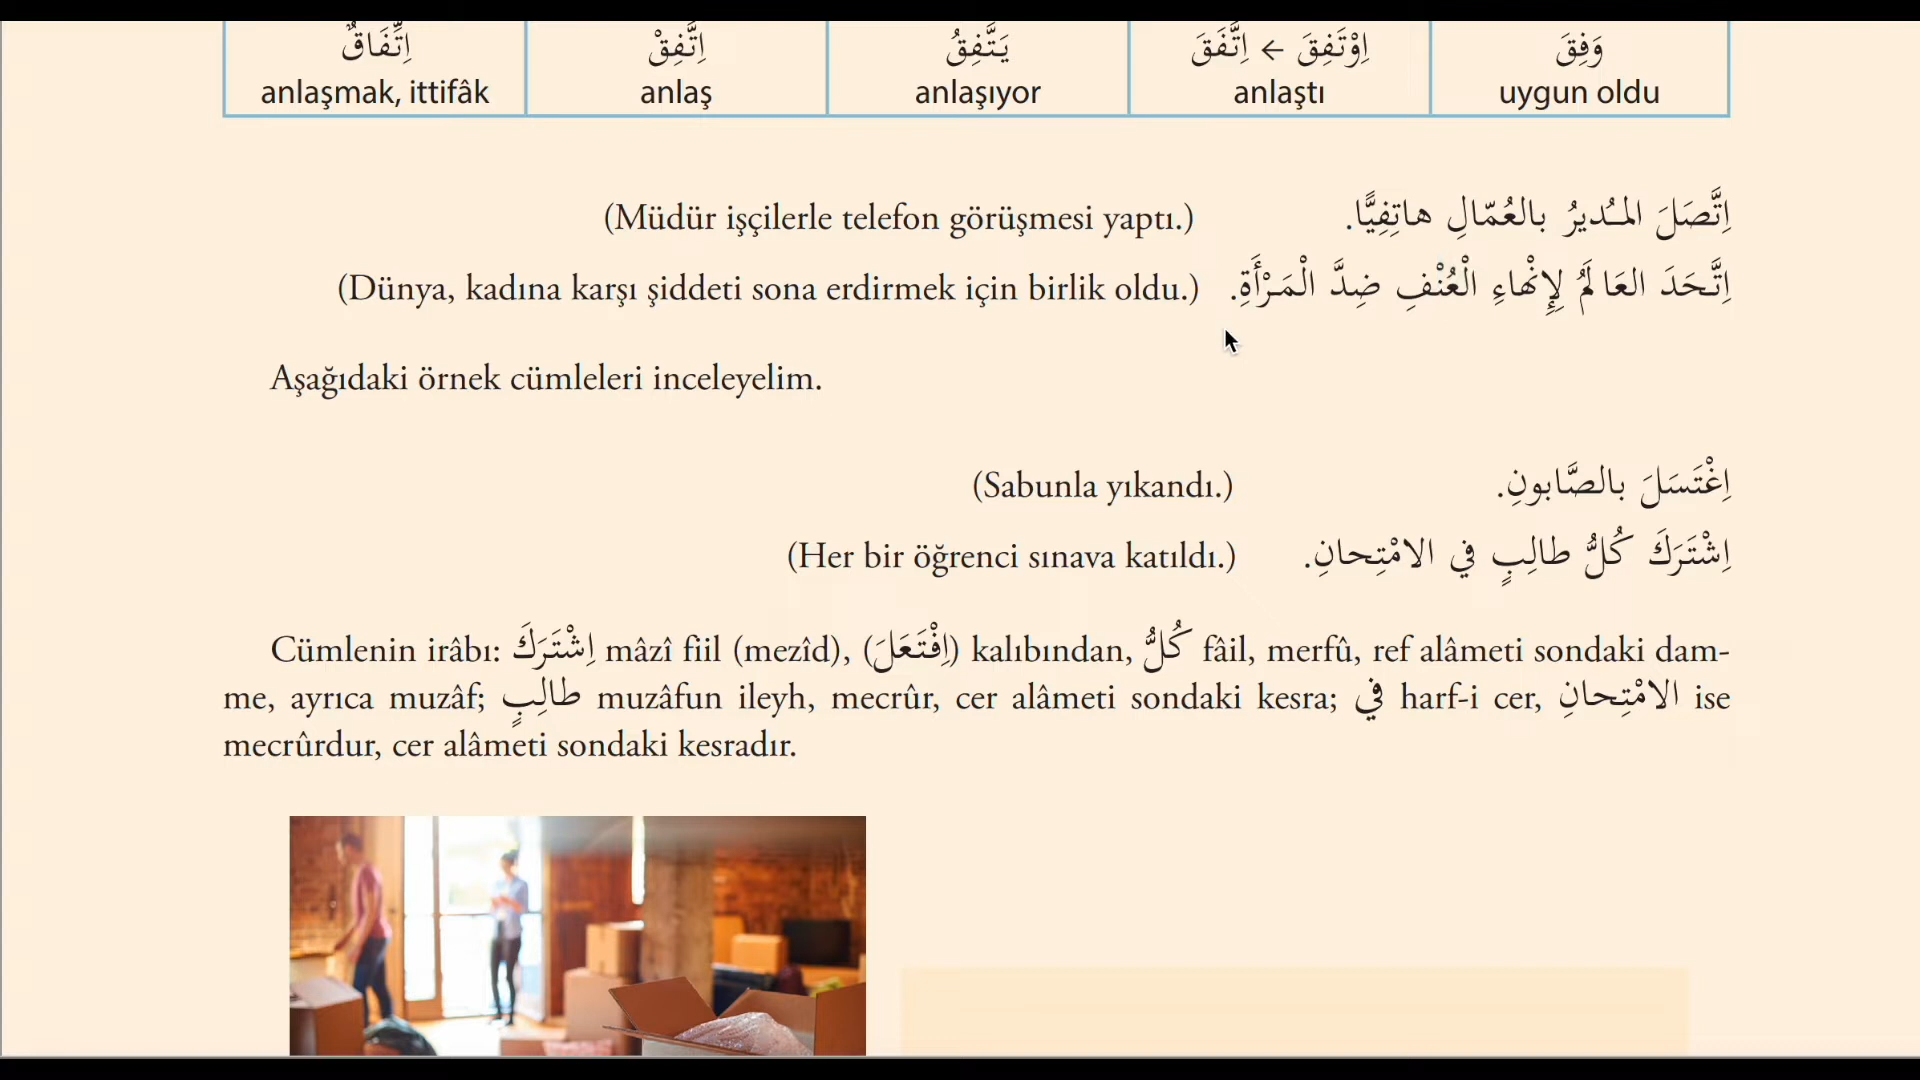 وَفِقَ اِوْتَفِقَ ← اِتَّفَقَ يَتَّفِقُ اِتَّفِقْ اِتِّفَاقٌ
uygun oldu anlaştı anlaşıyor anlaş anlaşmak, ittifâk
اِتَّصَلَ المُديرُ بالعُمّالِ هاتِفِيًّا. (Müdür işçilerle telefon görüşmesi yaptı.)
اِتَّحَدَ العَالَمُ لِإِنْهاءِ الْعُنْفِ ضِدَّ الْمَرْأَةِ. (Dünya, kadına karşı şiddeti sona erdirmek için birlik oldu.)
Aşağıdaki örnek cümleleri inceleyelim.
اِغْتَسَلَ بالصَّابونِ. (Sabunla yıkandı.)
اِشْتَرَكَ كُلُّ طالِبٍ في الامْتِحانِ. (Her bir öğrenci sınava katıldı.)
Cümlenin irâbı: اِشْتَرَكَ mâzî fiil (mezîd), (اِفْتَعَلَ) kalıbından, كُلُّ fâil, merfû, ref alâmeti sondaki dam-
me, ayrıca muzâf; طالِبٍ muzâfun ileyh, mecrûr, cer alâmeti sondaki kesra; في harf-i cer, الامْتِحانِ ise
mecrûrdur, cer alâmeti sondaki kesradır.